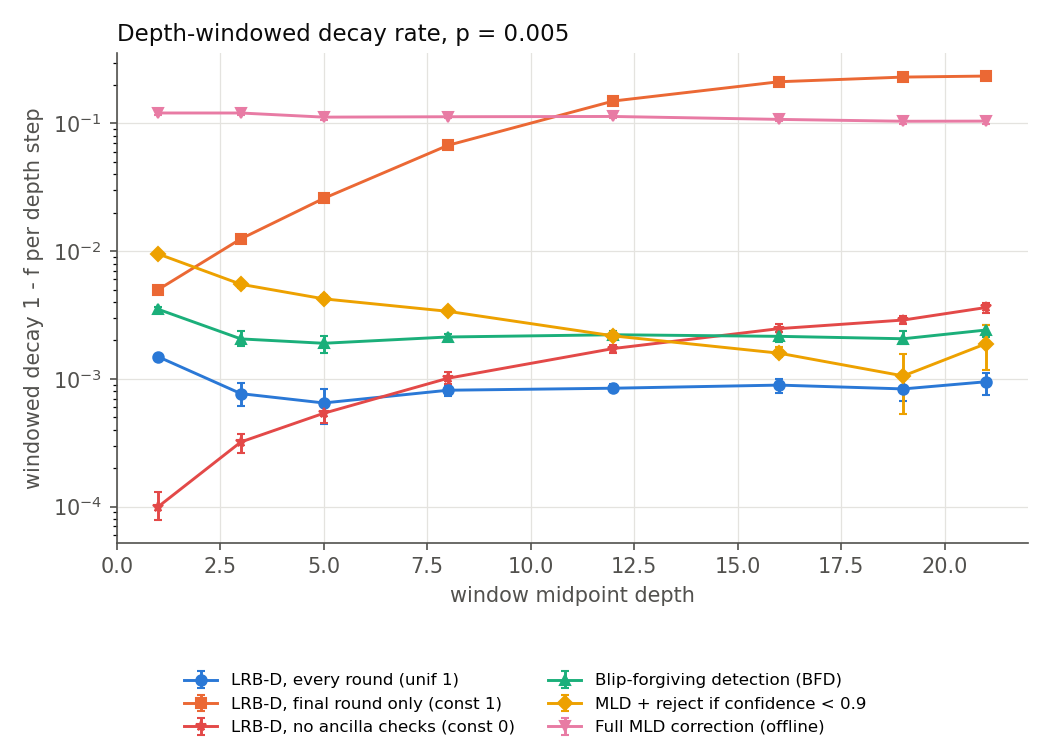 Depth-windowed decay rate, p = 0.005
windowed decay 1 - f per depth step
10⁻¹
10⁻²
10⁻³
10⁻⁴
0.0 2.5 5.0 7.5 10.0 12.5 15.0 17.5 20.0
window midpoint depth
LRB-D, every round (unif 1)
LRB-D, final round only (const 1)
LRB-D, no ancilla checks (const 0)
Blip-forgiving detection (BFD)
MLD + reject if confidence < 0.9
Full MLD correction (offline)